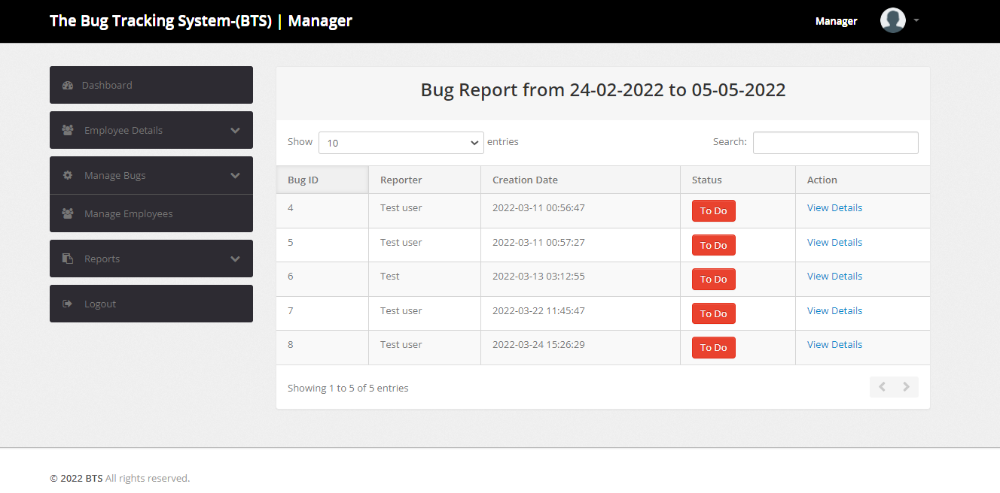 The Bug Tracking System-(BTS) | Manager
Manager
Dashboard
Employee Details
Manage Bugs
Manage Employees
Reports
Logout
Bug Report from 24-02-2022 to 05-05-2022
Show 10 entries Search:
Bug ID Reporter Creation Date Status Action
4 Test user 2022-03-11 00:56:47 To Do View Details
5 Test user 2022-03-11 00:57:27 To Do View Details
6 Test 2022-03-13 03:12:55 To Do View Details
7 Test user 2022-03-22 11:45:47 To Do View Details
8 Test user 2022-03-24 15:26:29 To Do View Details
Showing 1 to 5 of 5 entries
© 2022 BTS All rights reserved.